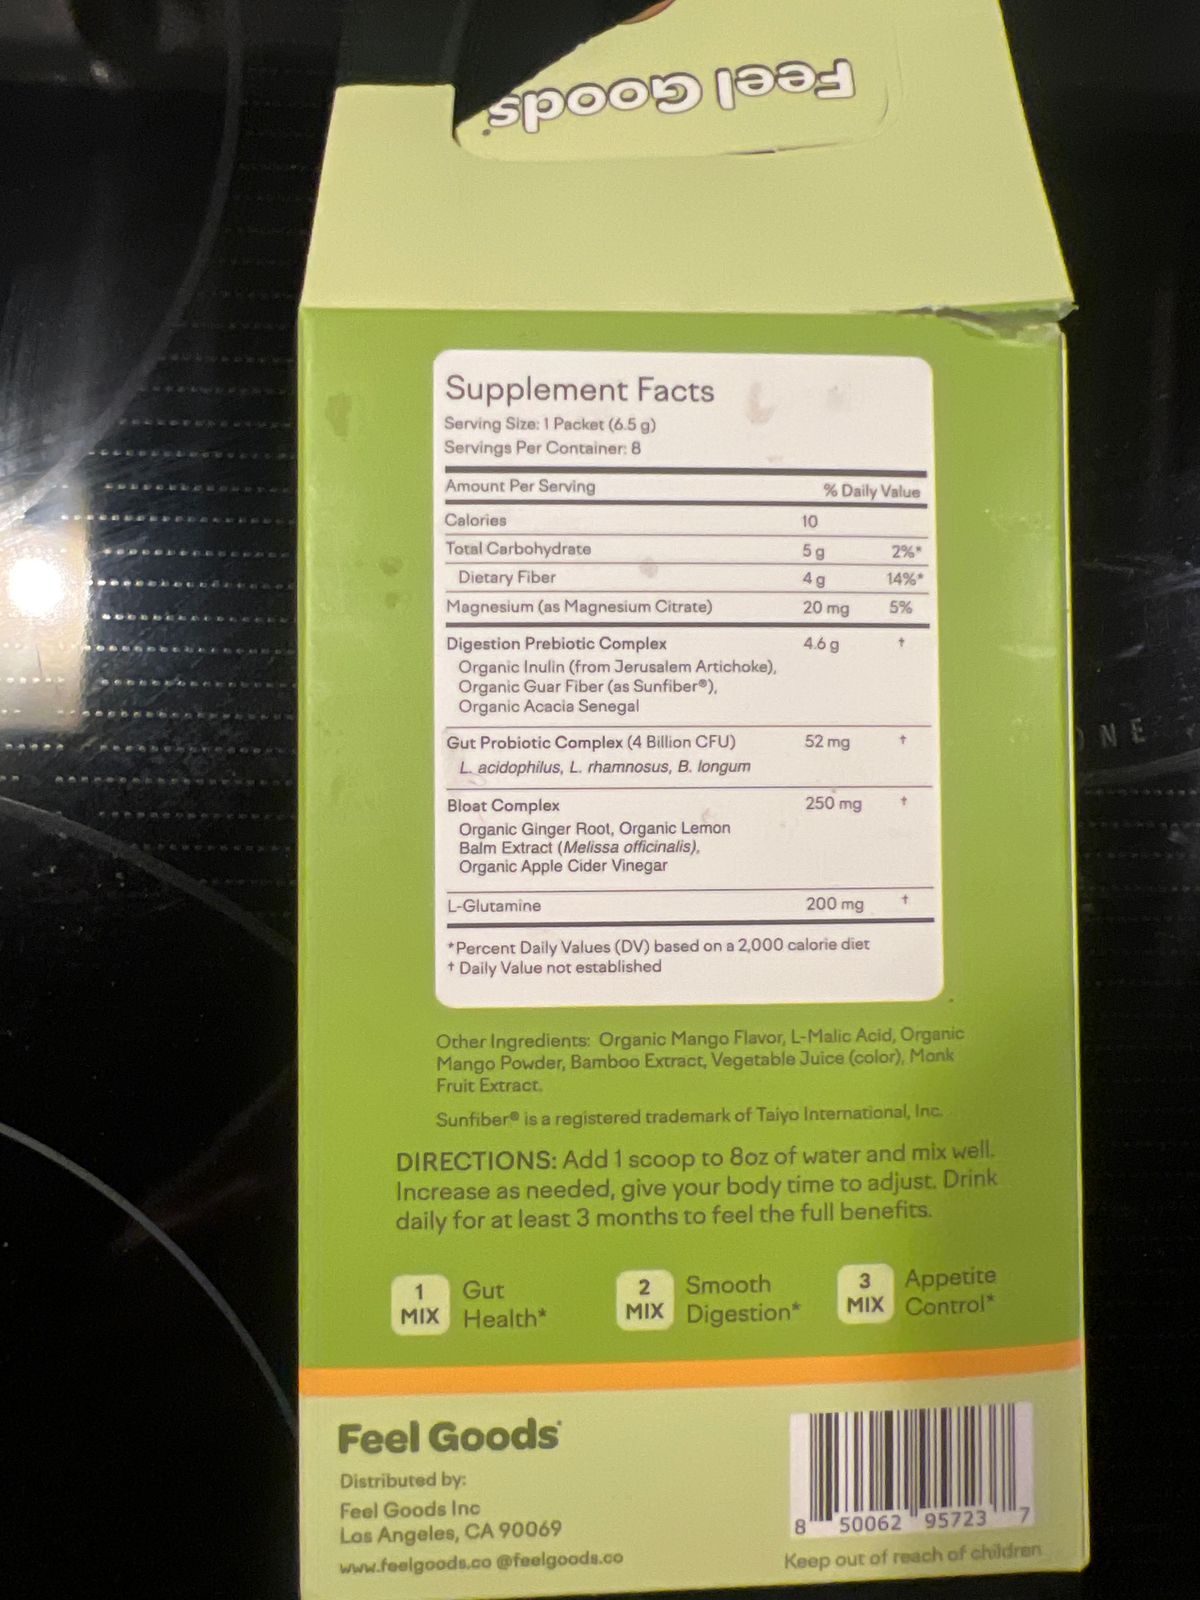 Feel Goods
Supplement Facts
Serving Size: 1 Packet (6.5 g)
Servings Per Container: 8
Amount Per Serving % Daily Value
Calories 10
Total Carbohydrate 5 g 2%*
Dietary Fiber 4 g 14%*
Magnesium (as Magnesium Citrate) 20 mg 5%
Digestion Prebiotic Complex 4.6 g †
Organic Inulin (from Jerusalem Artichoke),
Organic Guar Fiber (as Sunfiber®),
Organic Acacia Senegal
Gut Probiotic Complex (4 Billion CFU) 52 mg †
L. acidophilus, L. rhamnosus, B. longum
Bloat Complex 250 mg †
Organic Ginger Root, Organic Lemon
Balm Extract (Melissa officinalis),
Organic Apple Cider Vinegar
L-Glutamine 200 mg †
*Percent Daily Values (DV) based on a 2,000 calorie diet
† Daily Value not established
Other Ingredients: Organic Mango Flavor, L-Malic Acid, Organic
Mango Powder, Bamboo Extract, Vegetable Juice (color), Monk
Fruit Extract.
Sunfiber® is a registered trademark of Taiyo International, Inc.
DIRECTIONS: Add 1 scoop to 8oz of water and mix well.
Increase as needed, give your body time to adjust. Drink
daily for at least 3 months to feel the full benefits.
1 MIX Gut Health*
2 MIX Smooth Digestion*
3 MIX Appetite Control*
Feel Goods
Distributed by:
Feel Goods Inc
Los Angeles, CA 90069
www.feelgoods.co @feelgoods.co
8 50062 95723 7
Keep out of reach of children